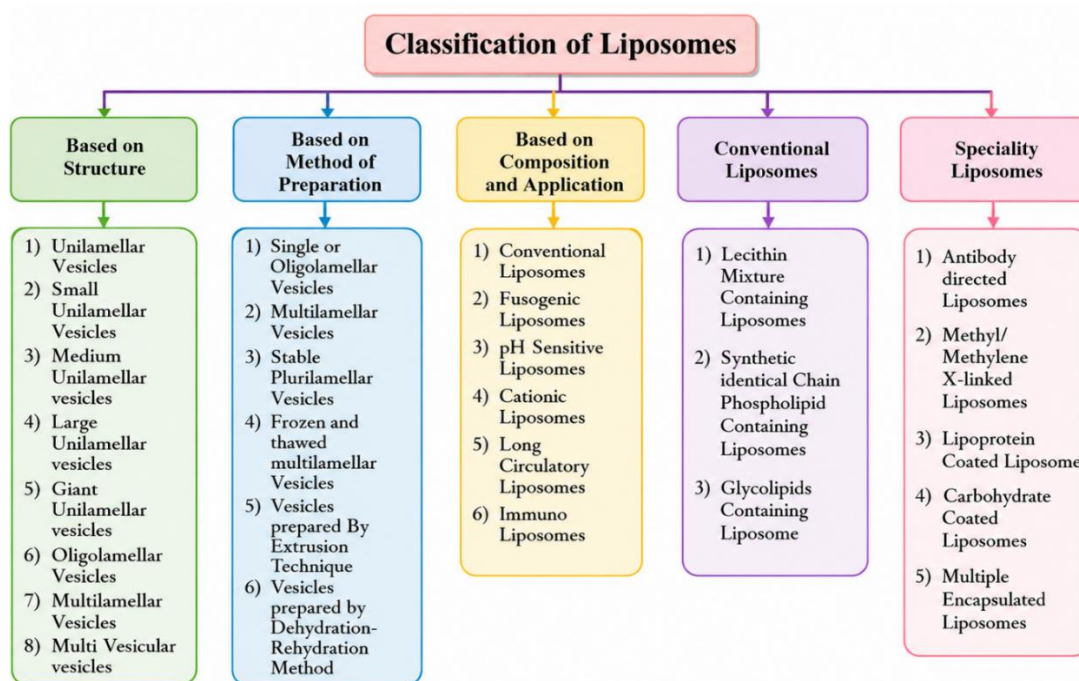 Classification of Liposomes
Based on
Structure
1) Unilamellar
Vesicles
2) Small
Unilamellar
Vesicles
3) Medium
Unilamellar
vesicles
4) Large
Unilamellar
vesicles
5) Giant
Unilamellar vesicles
6) Oligolamellar
Vesicles
7) Multilamellar
Vesicles
8) Multi Vesicular
vesicles
Based on
Method of
Preparation
1) Single or
Oligolamellar
Vesicles
2) Multilamellar
Vesicles
3) Stable
Plurilamellar
Vesicles
4) Frozen and
thawed
multilamellar
Vesicles
5) Vesicles
prepared By
Extrusion
Technique
6) Vesicles
prepared by
Dehydration-
Rehydration
Method
Based on
Composition
and Application
1) Conventional
Liposomes
2) Fusogenic
Liposomes
3) pH Sensitive
Liposomes
4) Cationic
Liposomes
5) Long
Circulatory
Liposomes
6) Immuno
Liposomes
Conventional
Liposomes
1) Lecithin
Mixture
Containing
Liposomes
2) Synthetic
identical Chain
Phospholipid
Containing
Liposomes
3) Glycolipids
Containing
Liposome
Speciality
Liposomes
1) Antibody
directed
Liposomes
2) Methyl/
Methylene
X-linked
Liposomes
3) Lipoprotein
Coated Liposome
4) Carbohydrate
Coated
Liposomes
5) Multiple
Encapsulated
Liposomes